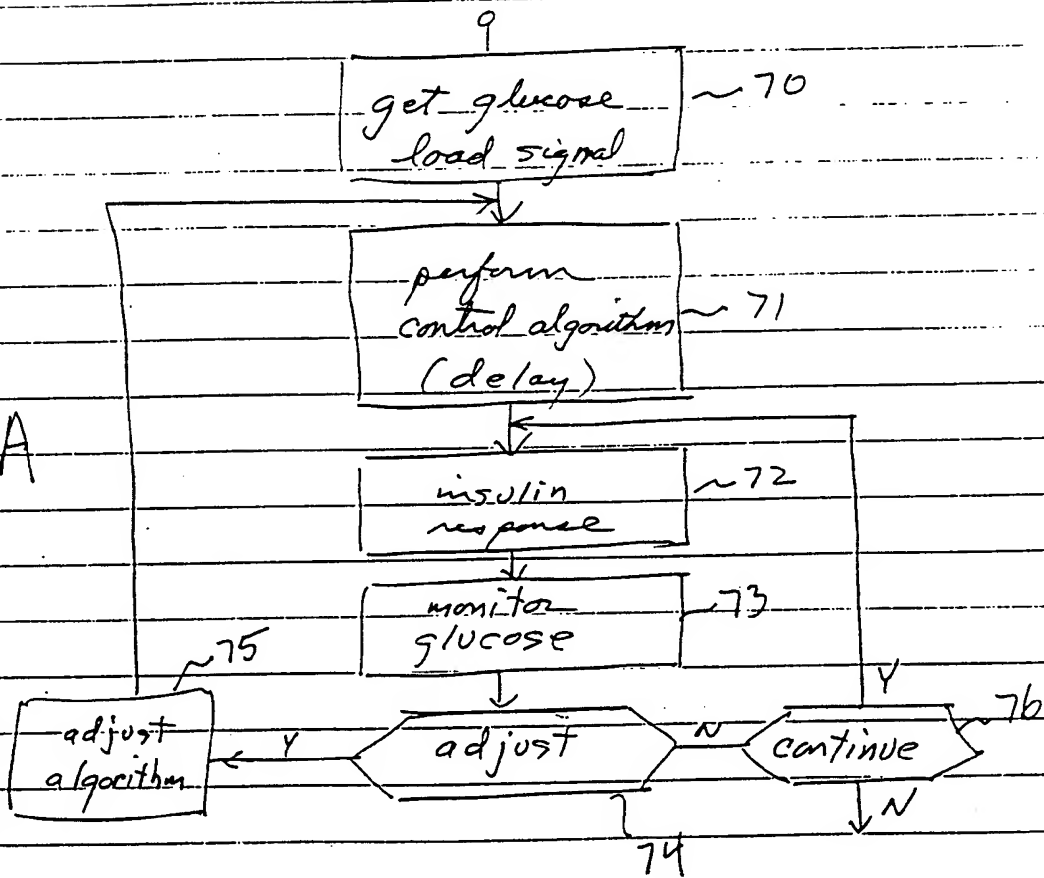 9
get glucose
load signal
70
perform
control algorithm
(delay)
71
A
insulin
response
72
monitor
glucose
73
75
adjust
algorithm
Y
adjust
N
continue
76
Y
N
74